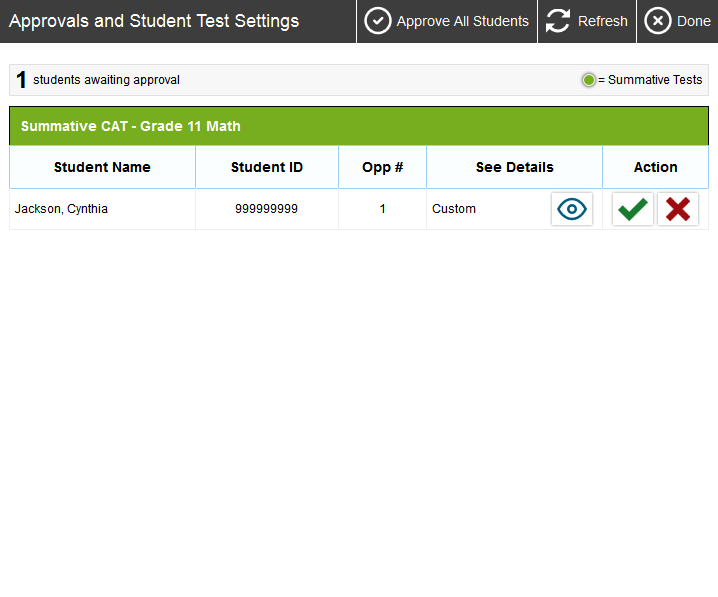 Approvals and Student Test Settings Approve All Students Refresh Done
1 students awaiting approval = Summative Tests
Summative CAT - Grade 11 Math
Student Name Student ID Opp # See Details Action
Jackson, Cynthia 999999999 1 Custom